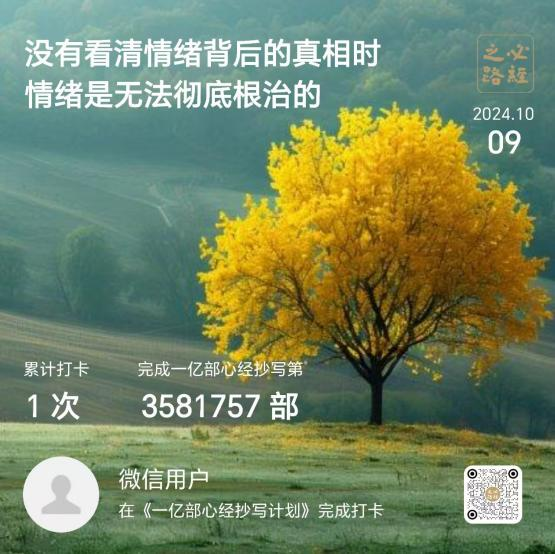 没有看清情绪背后的真相时
情绪是无法彻底根治的
必经
之路
2024.10
09
累计打卡
完成一亿部心经抄写第
1 次
3581757 部
微信用户
在《一亿部心经抄写计划》完成打卡